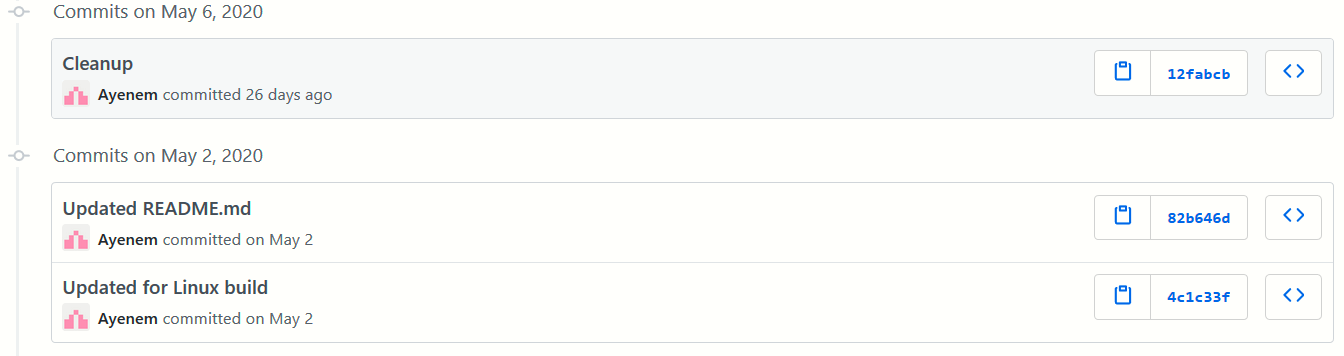 Commits on May 6, 2020
Cleanup
12fabcb
Ayenem committed 26 days ago
Commits on May 2, 2020
Updated README.md
82b646d
Ayenem committed on May 2
Updated for Linux build
4c1c33f
Ayenem committed on May 2